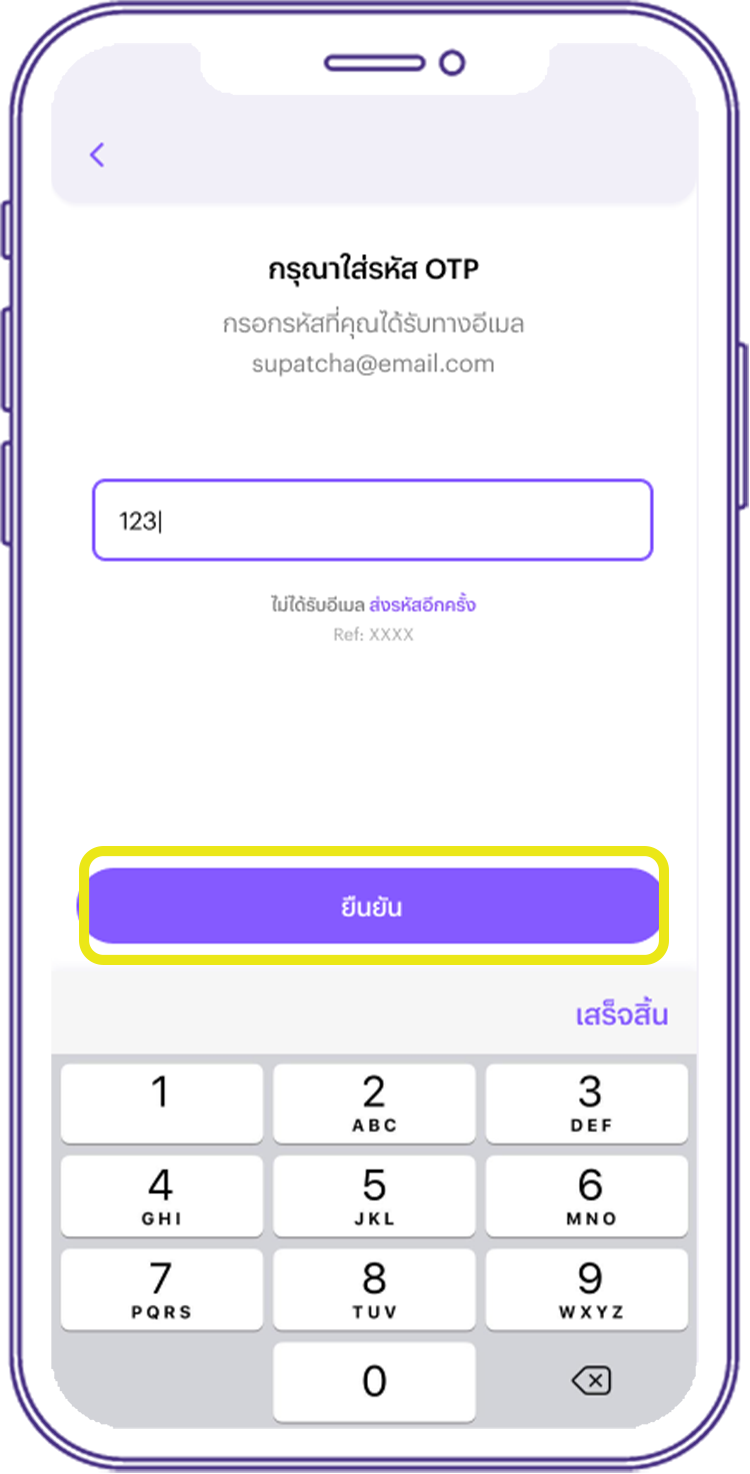 กรุณาใส่รหัส OTP
กรอกรหัสที่คุณได้รับทางอีเมล
supatcha@email.com
123
ไม่ได้รับอีเมล ส่งรหัสอีกครั้ง
Ref: XXXX
ยืนยัน
เสร็จสิ้น
1 2 3
ABC DEF
4 5 6
GHI JKL MNO
7 8 9
PQRS TUV WXYZ
0